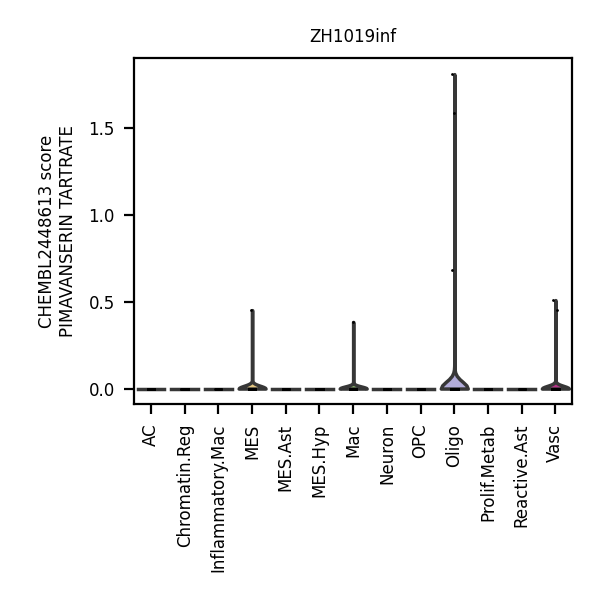 ZH1019inf
CHEMBL2448613 score
PIMAVANSERIN TARTRATE
1.5
1.0
0.5
0.0
AC
Chromatin.Reg
Inflammatory.Mac
MES
MES.Ast
MES.Hyp
Mac
Neuron
OPC
Oligo
Prolif.Metab
Reactive.Ast
Vasc